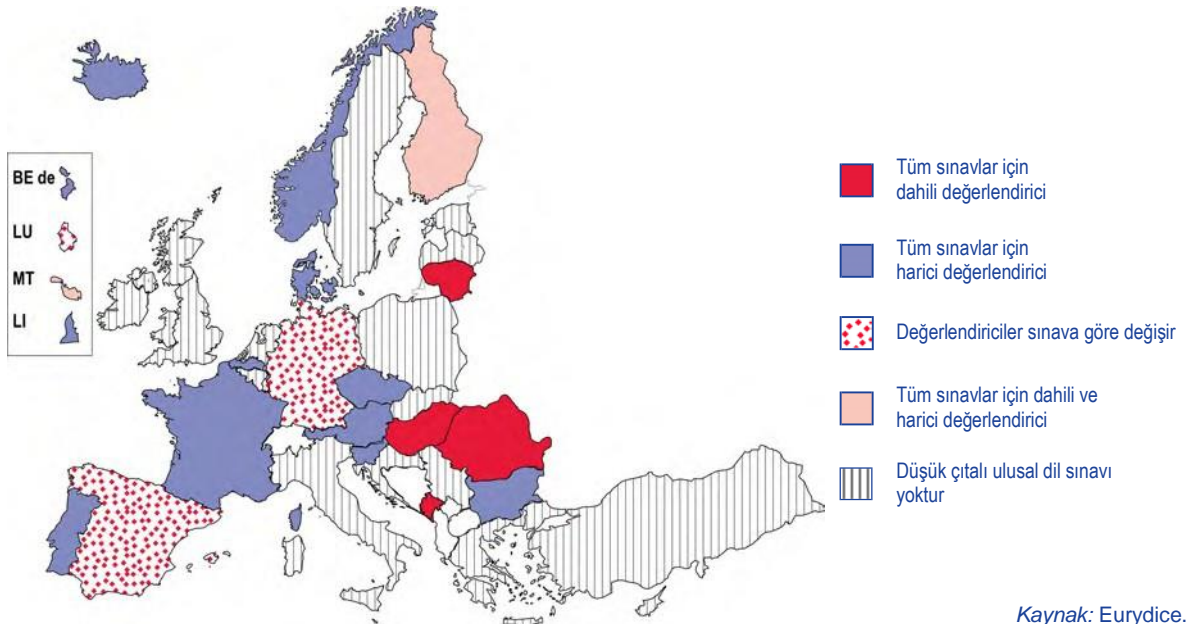 BE de
LU
MT
LI
Tüm sınavlar için
dahili değerlendirici
Tüm sınavlar için
harici değerlendirici
Değerlendiriciler sınava göre değişir
Tüm sınavlar için dahili ve
harici değerlendirici
Düşük çıtalı ulusal dil sınavı
yoktur
Kaynak: Eurydice.